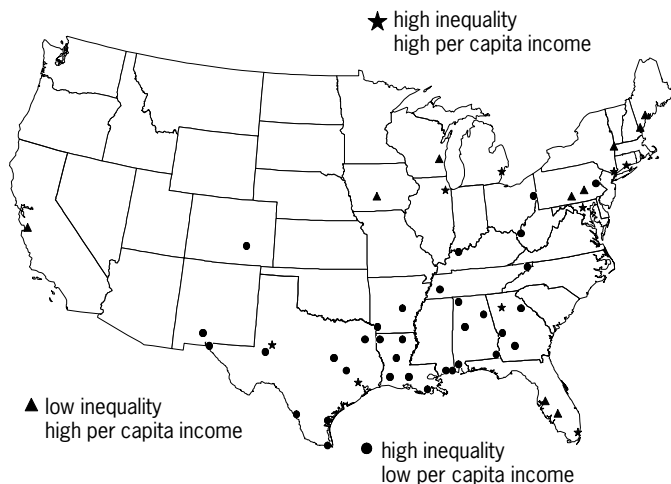 high inequality
high per capita income
low inequality
high per capita income
high inequality
low per capita income